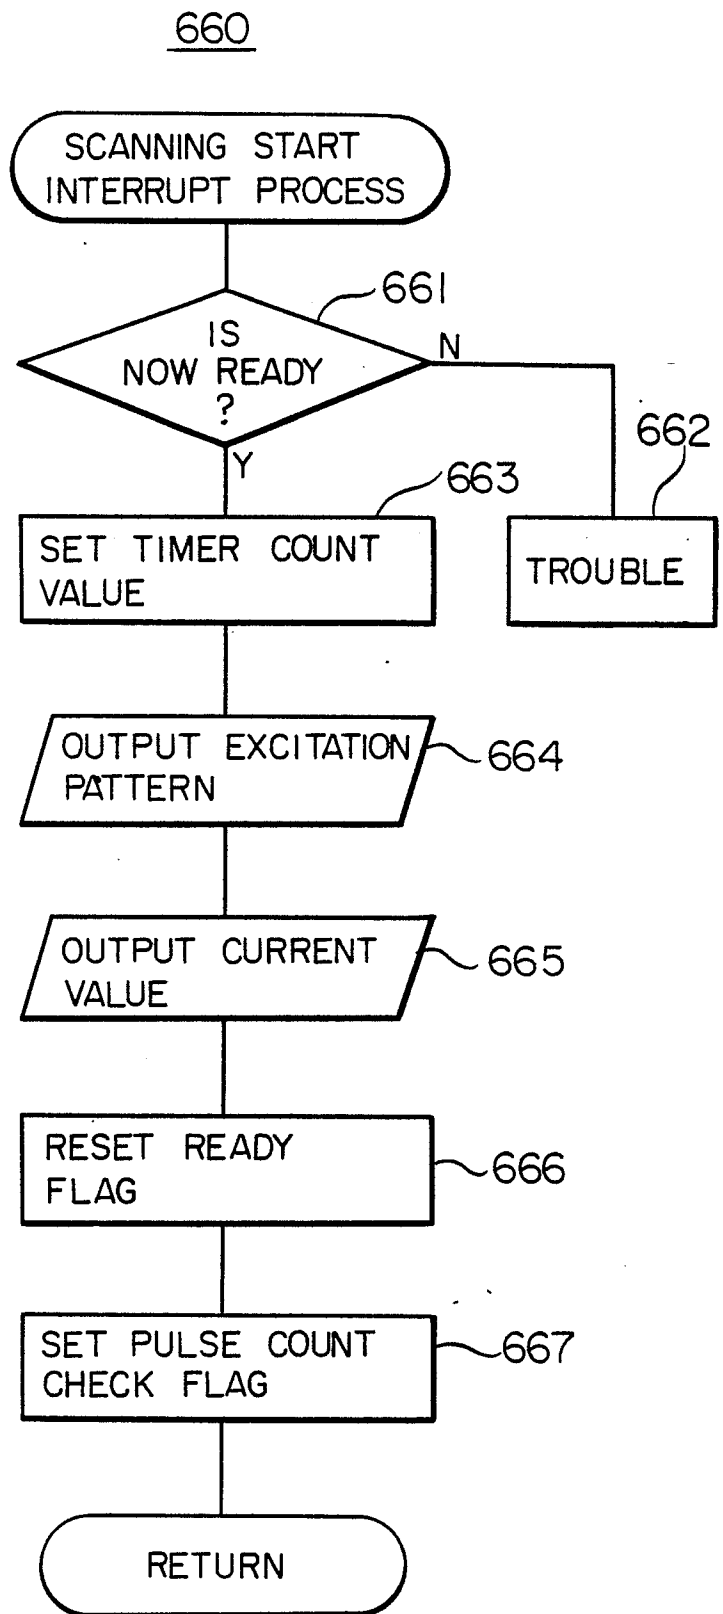 660
SCANNING START
INTERRUPT PROCESS
661
IS
NOW READY
?
N
Y
662
663
SET TIMER COUNT
VALUE
TROUBLE
OUTPUT EXCITATION
PATTERN
664
OUTPUT CURRENT
VALUE
665
RESET READY
FLAG
666
SET PULSE COUNT
CHECK FLAG
667
RETURN